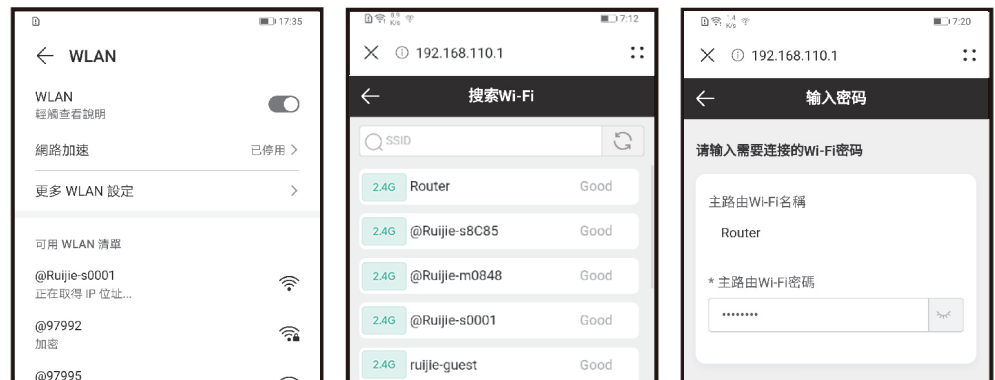 17:35
WLAN
WLAN
輕觸查看說明
網路加速
已停用
更多 WLAN 設定
可用 WLAN 清單
@Ruijie-s0001
正在取得 IP 位址...
@97992
加密
@97995
8.9
K/s
7:12
192.168.110.1
搜索Wi-Fi
SSID
2.4G Router Good
2.4G @Ruijie-s8C85 Good
2.4G @Ruijie-m0848 Good
2.4G @Ruijie-s0001 Good
2.4G ruijie-guest Good
1.4
K/s
7:20
192.168.110.1
输入密码
请输入需要连接的Wi-Fi密码
主路由Wi-Fi名稱
Router
* 主路由Wi-Fi密碼
········